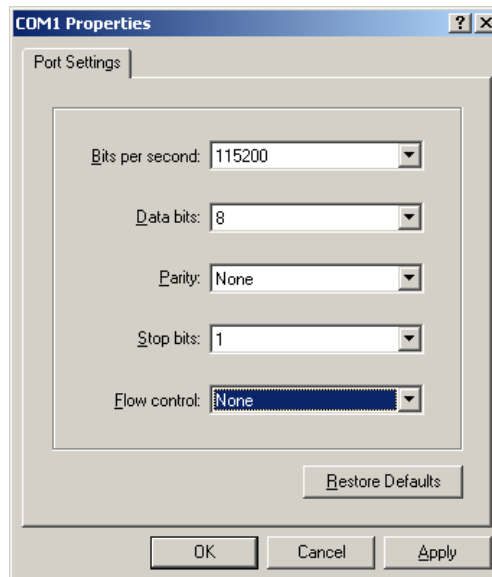 COM1 Properties
Port Settings
Bits per second: 115200
Data bits: 8
Parity: None
Stop bits: 1
Flow control: None
Restore Defaults
OK Cancel Apply